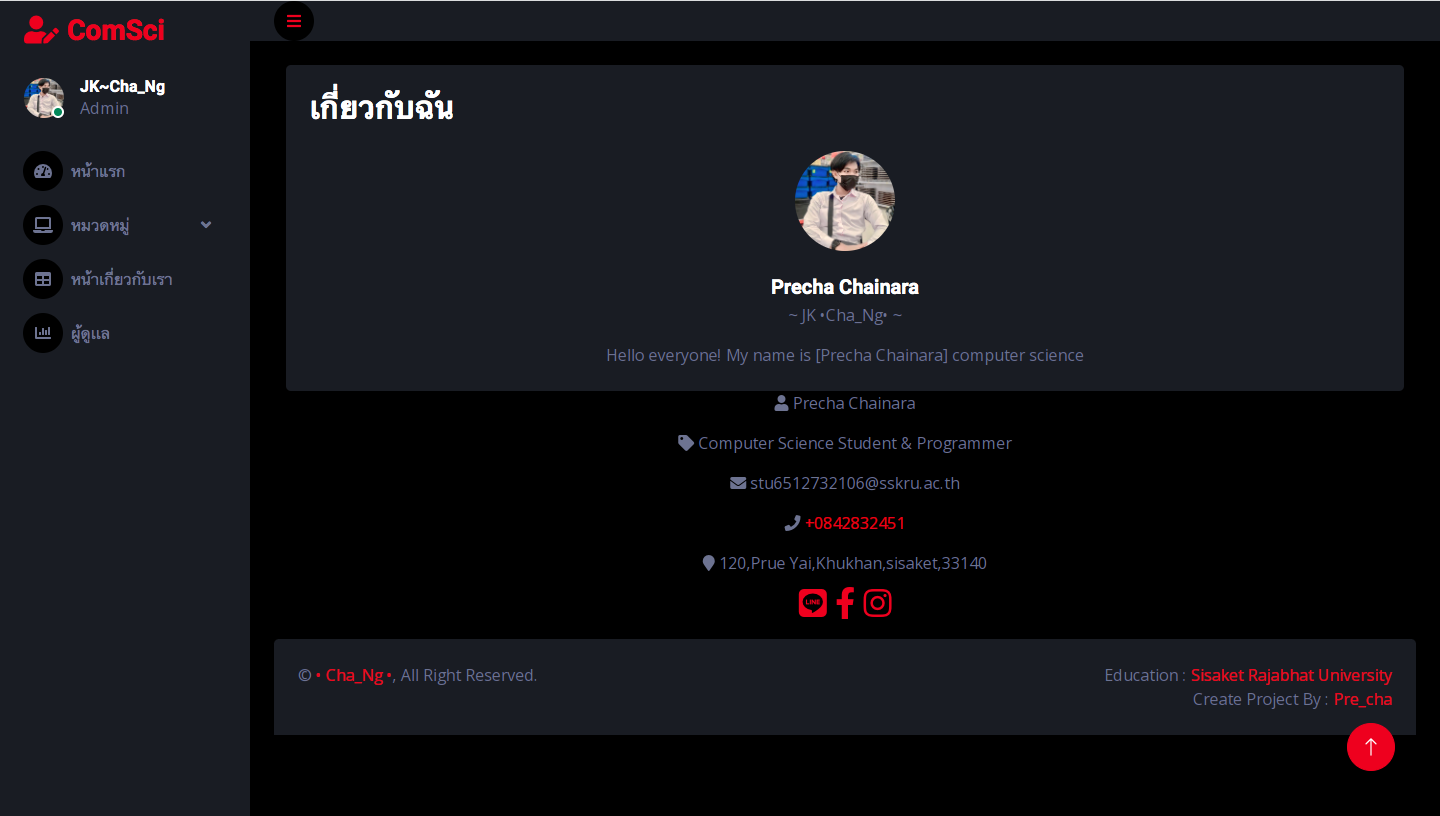 ComSci
JK~Cha_Ng
Admin
หน้าแรก
หมวดหมู่
หน้าเกี่ยวกับเรา
ผู้ดูแล
เกี่ยวกับฉัน
Precha Chainara
~ JK •Cha_Ng• ~
Hello everyone! My name is [Precha Chainara] computer science
Precha Chainara
Computer Science Student & Programmer
stu6512732106@sskru.ac.th
+0842832451
120,Prue Yai,Khukhan,sisaket,33140
LINE
© • Cha_Ng •, All Right Reserved.
Education : Sisaket Rajabhat University
Create Project By : Pre_cha